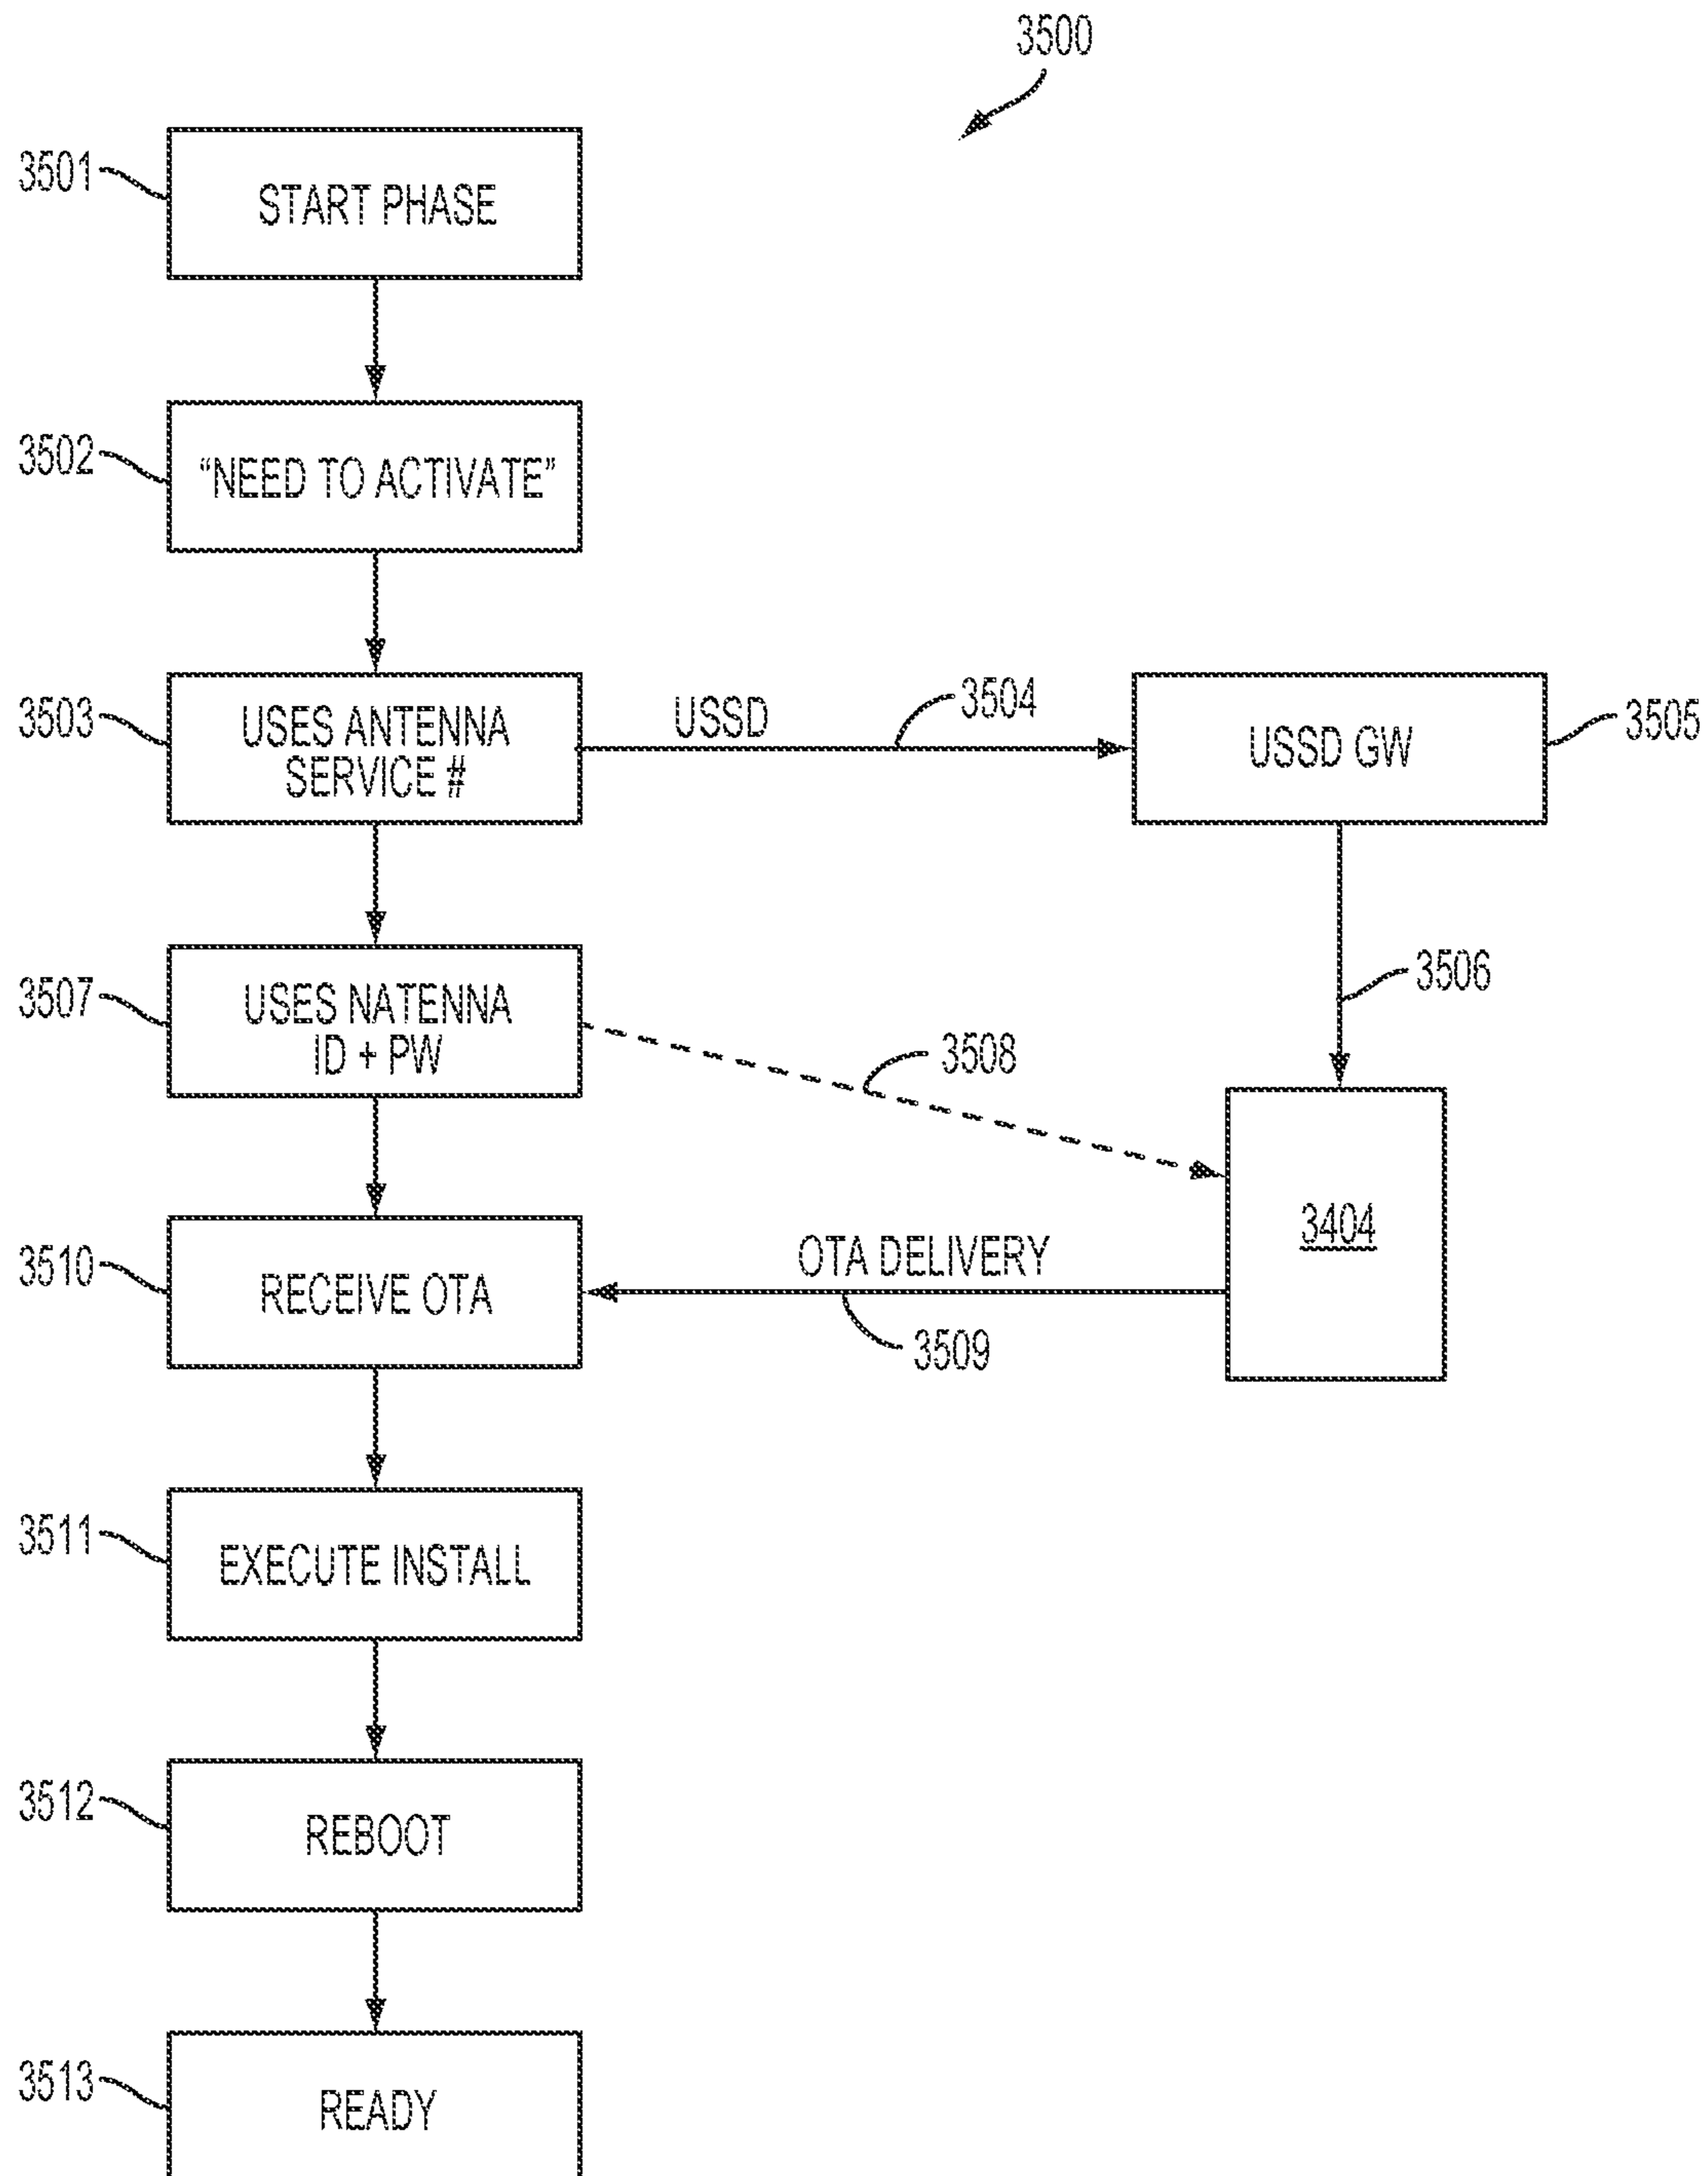 3500
3501
START PHASE
3502
“NEED TO ACTIVATE”
3503
USES ANTENNA
SERVICE #
USSD
3504
USSD GW
3505
3506
3507
USES NATENNA
ID + PW
3508
3404
3510
RECEIVE OTA
OTA DELIVERY
3509
3511
EXECUTE INSTALL
3512
REBOOT
3513
READY